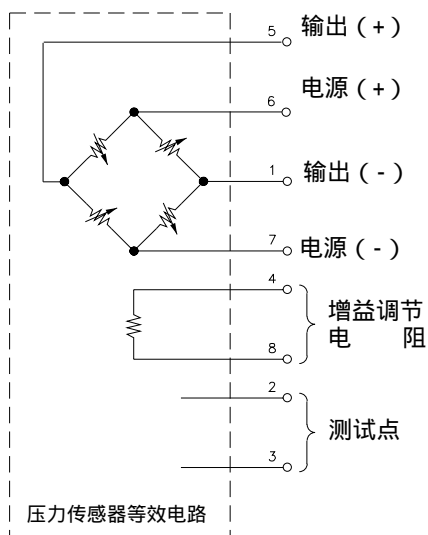 5 输出（+）
6 电源（+）
1 输出（-）
7 电源（-）
4
增益调节
电 阻
8
2
测试点
3
压力传感器等效电路